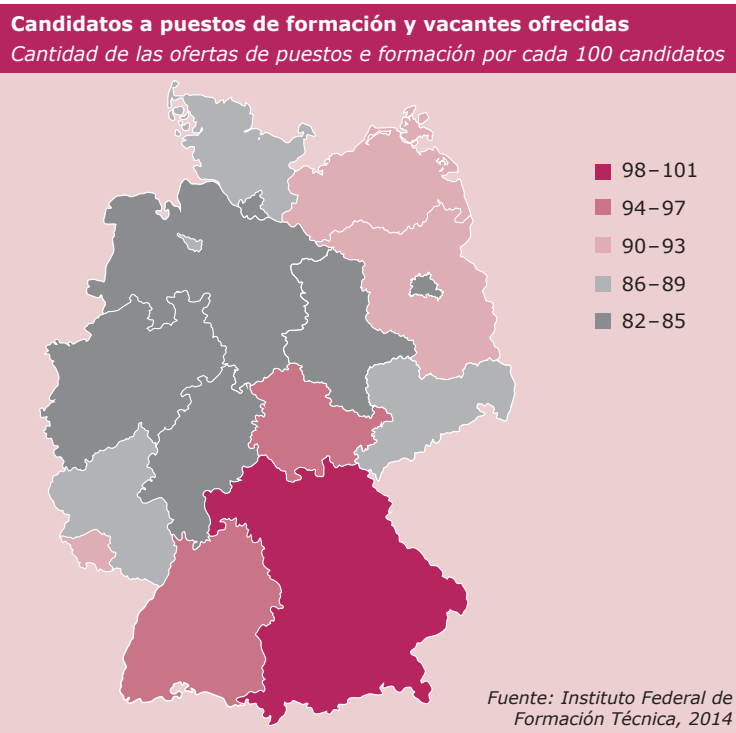 Candidatos a puestos de formación y vacantes ofrecidas
Cantidad de las ofertas de puestos e formación por cada 100 candidatos
98–101
94–97
90–93
86–89
82–85
Fuente: Instituto Federal de
Formación Técnica, 2014